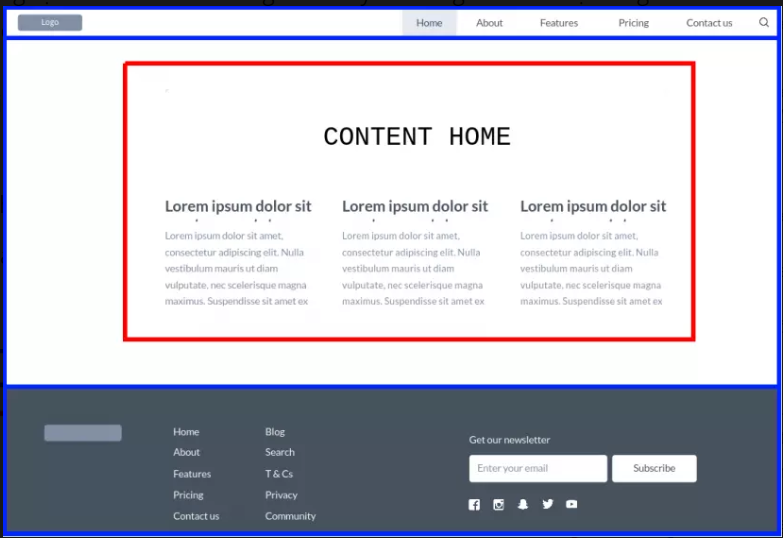 Logo
Home About Features Pricing Contact us
CONTENT HOME
Lorem ipsum dolor sit
Lorem ipsum dolor sit amet,
consectetur adipiscing elit. Nulla
vestibulum mauris ut diam
vulputate, nec scelerisque magna
maximus. Suspendisse sit amet ex
Lorem ipsum dolor sit
Lorem ipsum dolor sit amet,
consectetur adipiscing elit. Nulla
vestibulum mauris ut diam
vulputate, nec scelerisque magna
maximus. Suspendisse sit amet ex
Lorem ipsum dolor sit
Lorem ipsum dolor sit amet,
consectetur adipiscing elit. Nulla
vestibulum mauris ut diam
vulputate, nec scelerisque magna
maximus. Suspendisse sit amet ex
Home
About
Features
Pricing
Contact us
Blog
Search
T & Cs
Privacy
Community
Get our newsletter
Enter your email
Subscribe